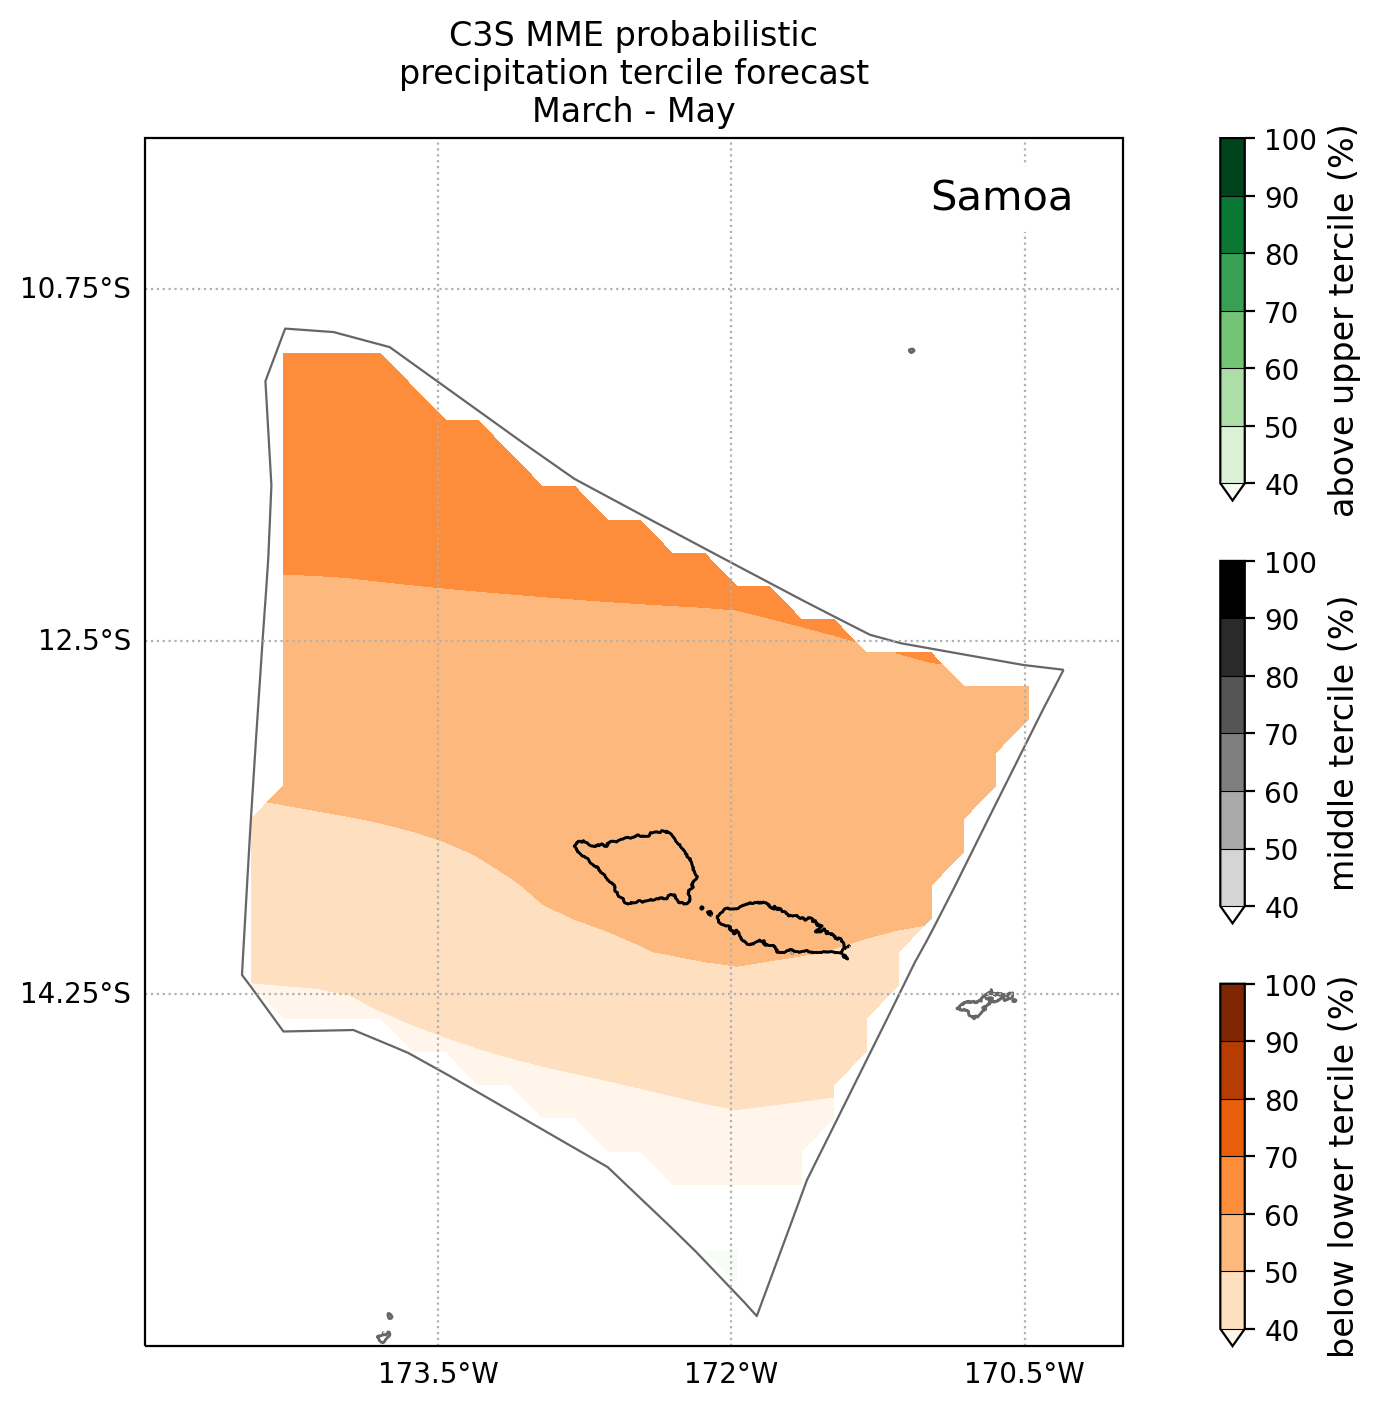 C3S MME probabilistic
precipitation tercile forecast
March - May
Samoa
10.75°S
12.5°S
14.25°S
173.5°W
172°W
170.5°W
100
90
80
70
60
50
40
above upper tercile (%)
100
90
80
70
60
50
40
middle tercile (%)
100
90
80
70
60
50
40
below lower tercile (%)